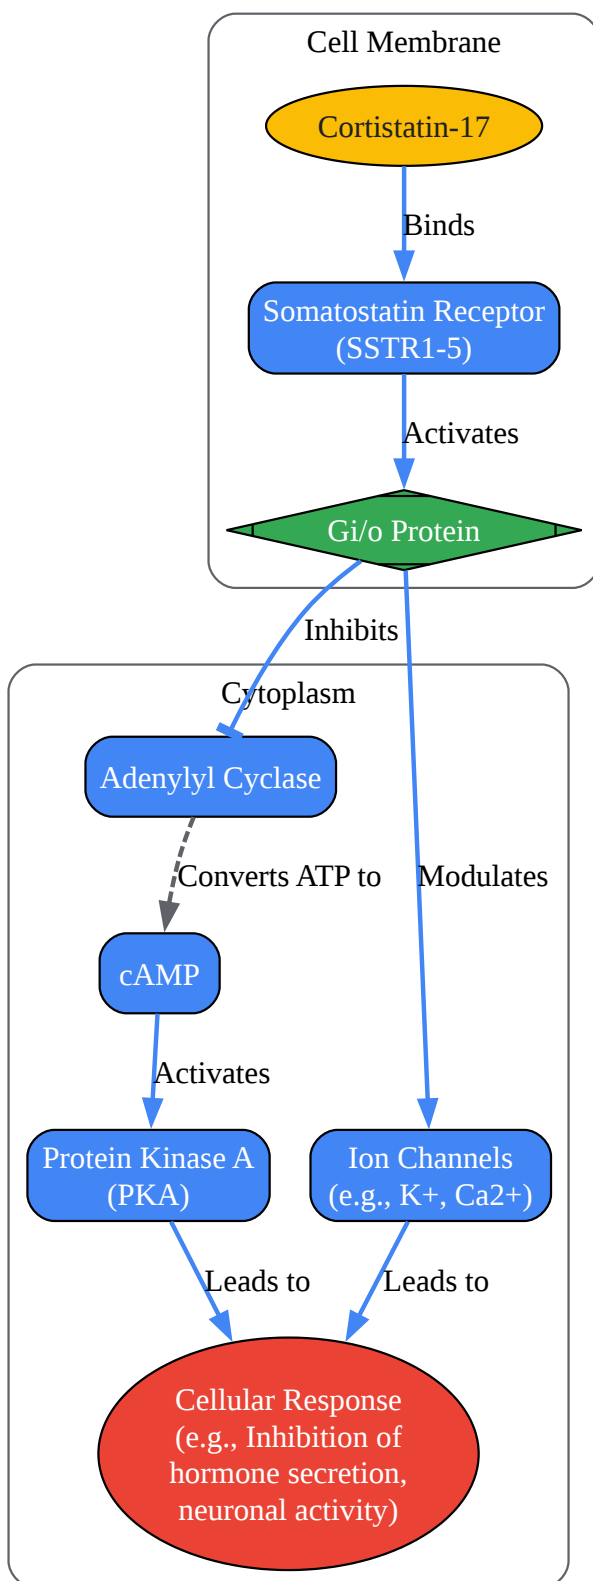 Cell Membrane
Cortistatin-17
Binds
Somatostatin Receptor
(SSTR1-5)
Activates
Gi/o Protein
Inhibits
Cytoplasm
Adenylyl Cyclase
Converts ATP to
Modulates
cAMP
Activates
Protein Kinase A
(PKA)
Ion Channels
(e.g., K+, Ca2+)
Leads to
Leads to
Cellular Response
(e.g., Inhibition of
hormone secretion,
neuronal activity)